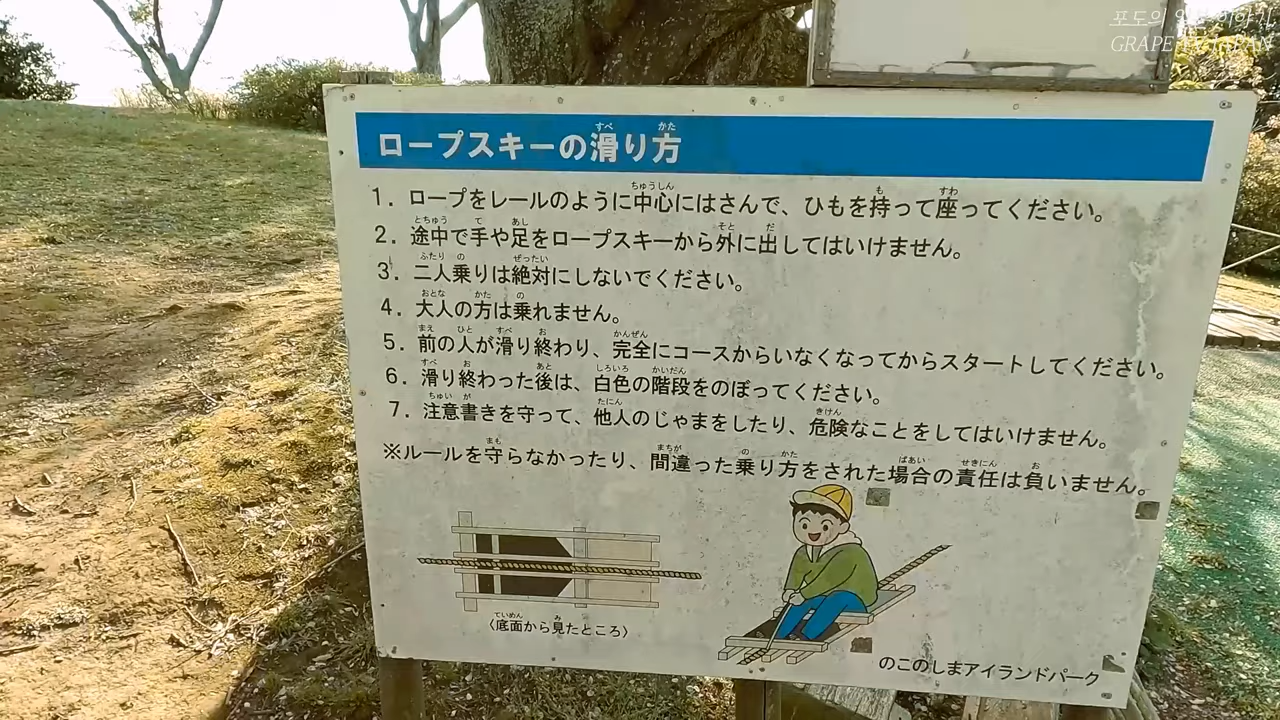 포도의 일본 이야기
GRAPE IN JAPAN
ロープスキーの滑り方
1. ロープをレールのように中心にはさんで、ひもを持って座ってください。
2. 途中で手や足をロープスキーから外に出してはいけません。
3. 二人乗りは絶対にしないでください。
4. 大人の方は乗れません。
5. 前の人が滑り終わり、完全にコースからいなくなってからスタートしてください。
6. 滑り終わった後は、白色の階段をのぼってください。
7. 注意書きを守って、他人のじゃまをしたり、危険なことをしてはいけません。
※ルールを守らなかったり、間違った乗り方をされた場合の責任は負いません。
〈底面から見たところ〉
のこのしまアイランドパーク